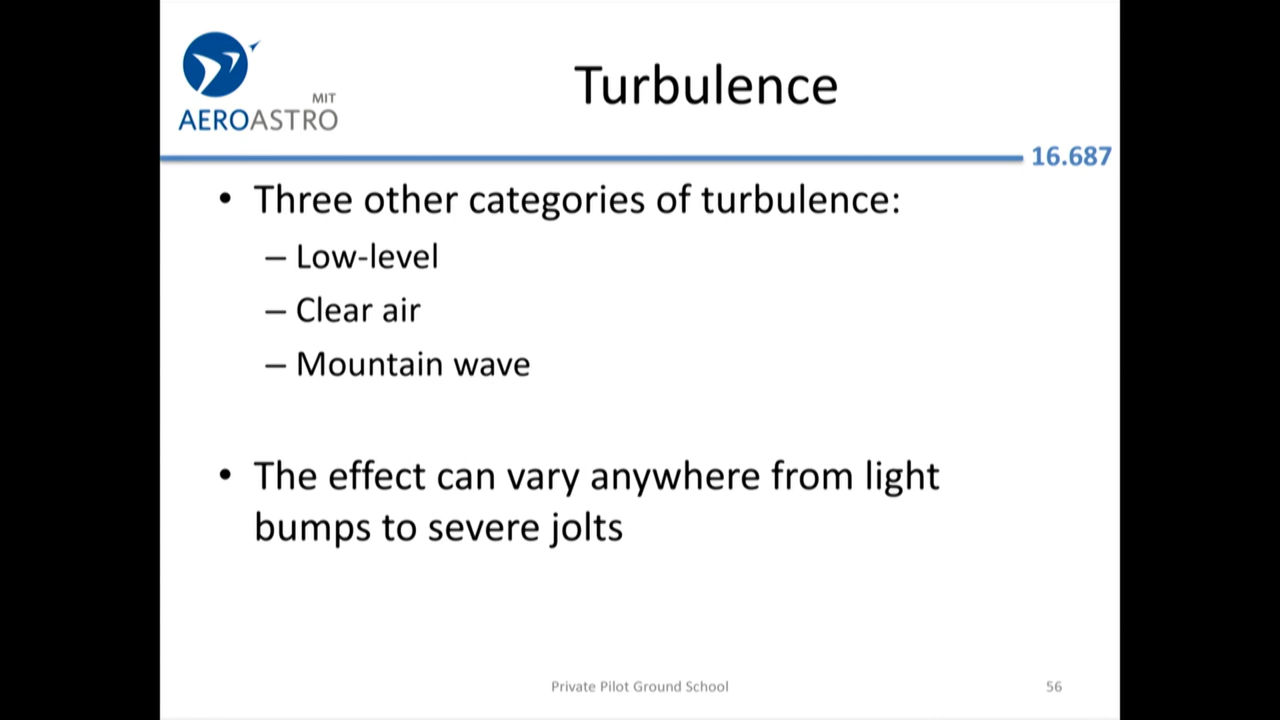 MIT
AEROASTRO
Turbulence
16.687
• Three other categories of turbulence:
– Low-level
– Clear air
– Mountain wave
• The effect can vary anywhere from light
bumps to severe jolts
Private Pilot Ground School
56